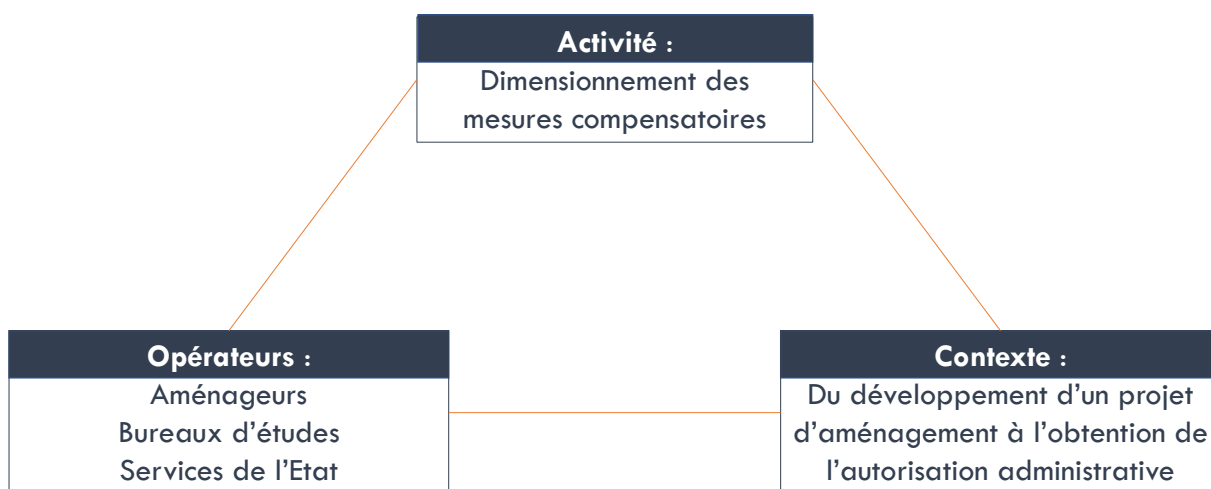 Activité :
Dimensionnement des
mesures compensatoires
Opérateurs :
Aménageurs
Bureaux d’études
Services de l’Etat
Contexte :
Du développement d’un projet
d’aménagement à l’obtention de
l’autorisation administrative